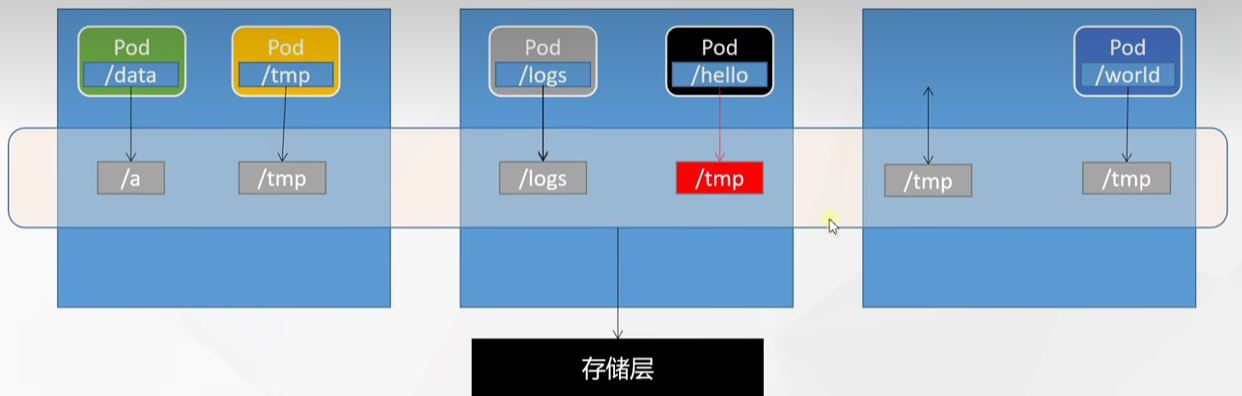 Pod
/data
Pod
/tmp
Pod
/logs
Pod
/hello
Pod
/world
/a
/tmp
/logs
/tmp
/tmp
/tmp
存储层